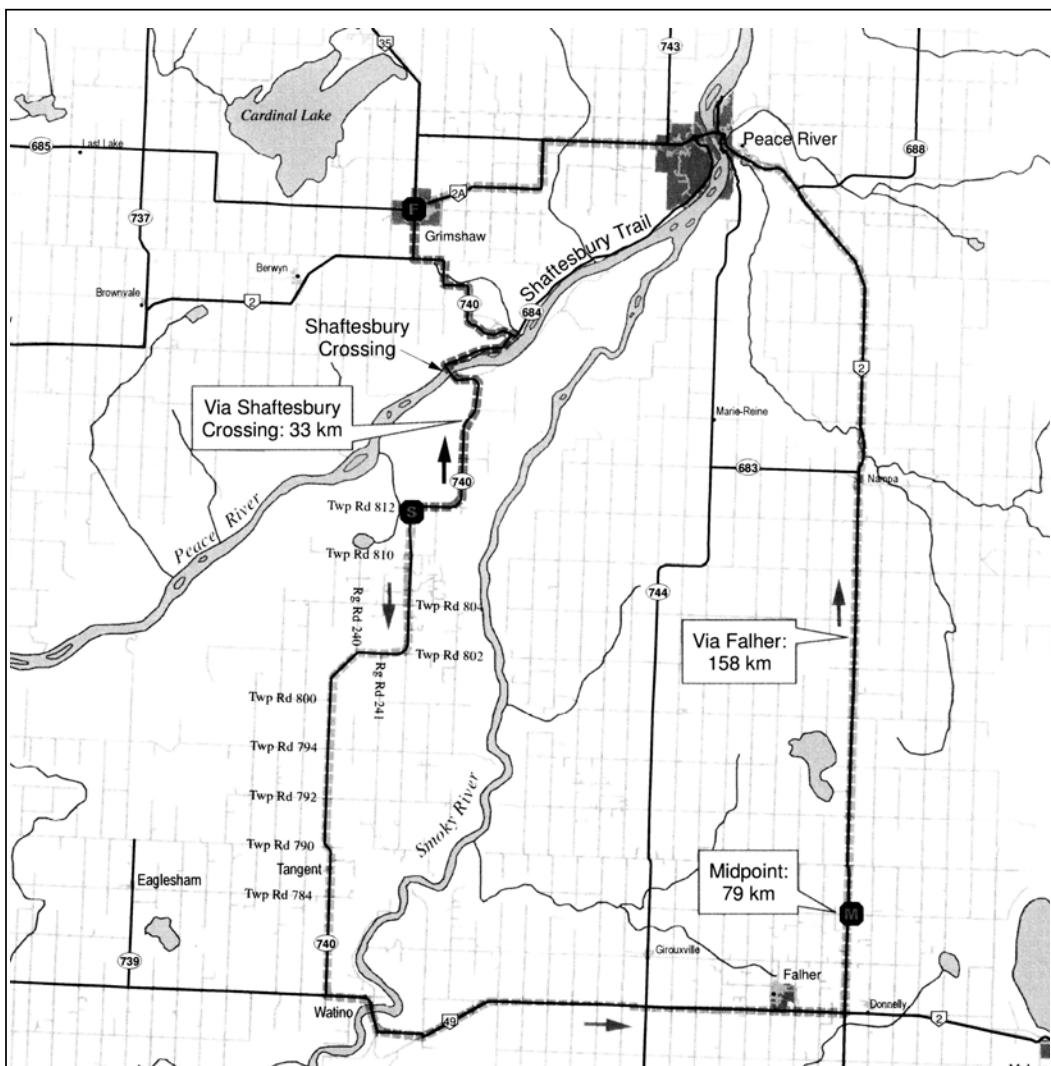 35
743
Cardinal Lake
685
Last Lake
Peace River
688
2A
F
737
Grimshaw
Shaftesbury Trail
Berwyn
Brownvale
2
740
684
Shaftesbury
Crossing
2
Via Shaftesbury
Crossing: 33 km
Marie-Reine
683
Nampa
740
Twp Rd 812
S
Peace River
Twp Rd 810
Rg Rd 240
Twp Rd 804
744
Via Falher:
158 km
Twp Rd 802
Rg Rd 241
Twp Rd 800
Twp Rd 794
Smoky River
Twp Rd 792
Twp Rd 790
Tangent
Eaglesham
Twp Rd 784
Midpoint:
79 km
M
740
739
Girouxville
Falher
Watino
49
Donnelly
2